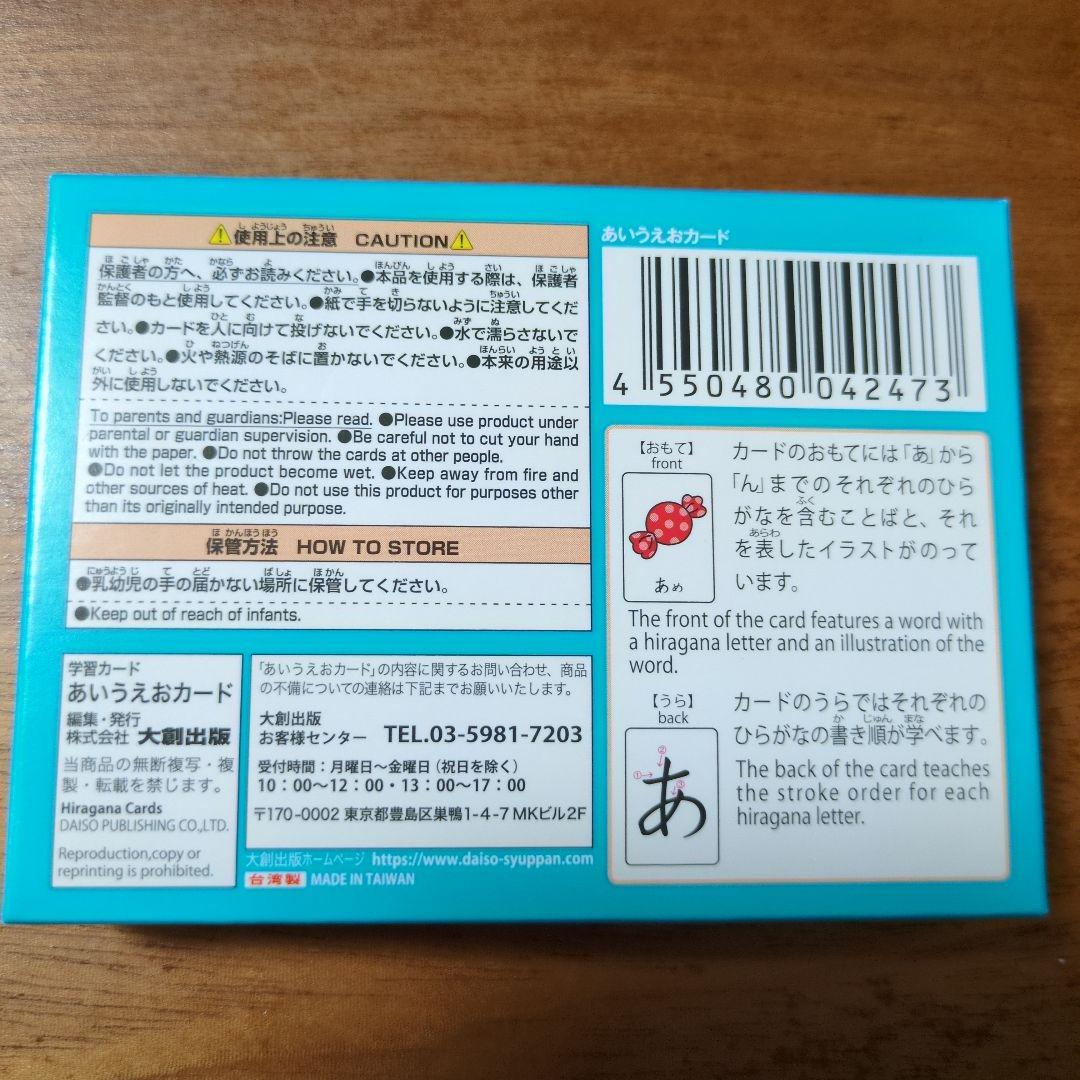 使用上の注意 CAUTION
保護者の方へ、必ずお読みください。●本品を使用する際は、保護者
監督のもと使用してください。●紙で手を切らないように注意してくだ
さい。●カードを人に向けて投げないでください。●水で濡らさないで
ください。●火や熱源のそばに置かないでください。●本来の用途以
外に使用しないでください。
To parents and guardians:Please read. ●Please use product under
parental or guardian supervision. ●Be careful not to cut your hand
with the paper. ●Do not throw the cards at other people.
●Do not let the product become wet. ●Keep away from fire and
other sources of heat. ●Do not use this product for purposes other
than its originally intended purpose.
保管方法 HOW TO STORE
●乳幼児の手の届かない場所に保管してください。
●Keep out of reach of infants.
学習カード
あいうえおカード
編集・発行
株式会社 大創出版
当商品の無断複写・複
製・転載を禁じます。
Hiragana Cards
DAISO PUBLISHING CO.,LTD.
Reproduction,copy or
reprinting is prohibited.
「あいうえおカード」の内容に関するお問い合わせ、商品
の不備についての連絡は下記までお願いいたします。
大創出版
お客様センター TEL.03-5981-7203
受付時間:月曜日〜金曜日(祝日を除く)
10:00〜12:00・13:00〜17:00
〒170-0002 東京都豊島区巣鴨1-4-7 MKビル2F
大創出版ホームページ https://www.daiso-syuppan.com
台湾製 MADE IN TAIWAN
あいうえおカード
4 550480 042473
【おもて】
front
あめ
カードのおもてには「あ」から
「ん」までのそれぞれのひら
がなを含むことばと、それ
を表したイラストがのって
います。
The front of the card features a word with
a hiragana letter and an illustration of the
word.
【うら】
back
① ② ③
あ
カードのうらではそれぞれの
ひらがなの書き順が学べます。
The back of the card teaches
the stroke order for each
hiragana letter.